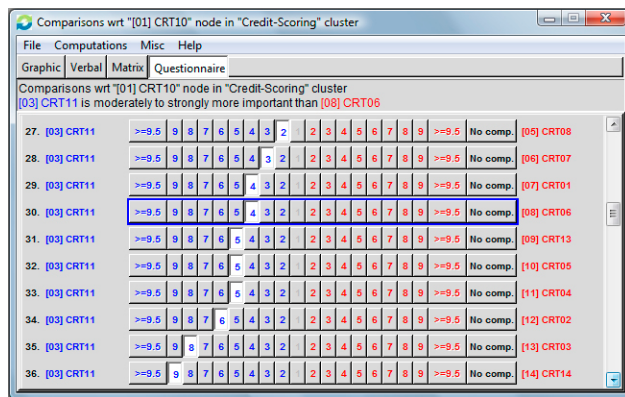 Comparisons wrt "[01] CRT10" node in "Credit-Scoring" cluster
File Computations Misc Help
Graphic Verbal Matrix Questionnaire
Comparisons wrt "[01] CRT10" node in "Credit-Scoring" cluster
[03] CRT11 is moderately to strongly more important than [08] CRT06
27. [03] CRT11 >=9.5 9 8 7 6 5 4 3 2 1 2 3 4 5 6 7 8 9 >=9.5 No comp. [05] CRT08
28. [03] CRT11 >=9.5 9 8 7 6 5 4 3 2 1 2 3 4 5 6 7 8 9 >=9.5 No comp. [06] CRT07
29. [03] CRT11 >=9.5 9 8 7 6 5 4 3 2 1 2 3 4 5 6 7 8 9 >=9.5 No comp. [07] CRT01
30. [03] CRT11 >=9.5 9 8 7 6 5 4 3 2 1 2 3 4 5 6 7 8 9 >=9.5 No comp. [08] CRT06
31. [03] CRT11 >=9.5 9 8 7 6 5 4 3 2 1 2 3 4 5 6 7 8 9 >=9.5 No comp. [09] CRT13
32. [03] CRT11 >=9.5 9 8 7 6 5 4 3 2 1 2 3 4 5 6 7 8 9 >=9.5 No comp. [10] CRT05
33. [03] CRT11 >=9.5 9 8 7 6 5 4 3 2 1 2 3 4 5 6 7 8 9 >=9.5 No comp. [11] CRT04
34. [03] CRT11 >=9.5 9 8 7 6 5 4 3 2 1 2 3 4 5 6 7 8 9 >=9.5 No comp. [12] CRT02
35. [03] CRT11 >=9.5 9 8 7 6 5 4 3 2 1 2 3 4 5 6 7 8 9 >=9.5 No comp. [13] CRT03
36. [03] CRT11 >=9.5 9 8 7 6 5 4 3 2 1 2 3 4 5 6 7 8 9 >=9.5 No comp. [14] CRT14